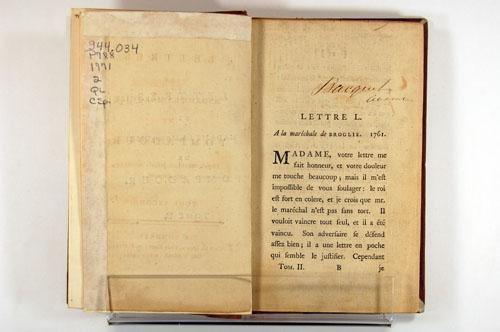 944.034
P788
1771
2
LETTRE L.
A la maréchale de BROGLIE. 1761.
MADAME, votre lettre me
fait honneur, et votre douleur
me touche beaucoup; mais il m'est
impossible de vous soulager: le roi
est fort en colere, et je crois que mr.
le maréchal n'est pas sans tort. Il
vouloit vaincre tout seul, et il a été
vaincu. Son adversaire se défend
assez bien; il a une lettre en poche
qui semble le justifier. Cependant
Tom. II. B je